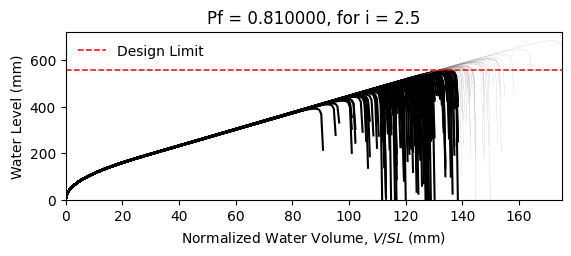 Pf = 0.810000, for i = 2.5
Design Limit
Water Level (mm)
600
400
200
0
0 20 40 60 80 100 120 140 160
Normalized Water Volume, V/SL (mm)